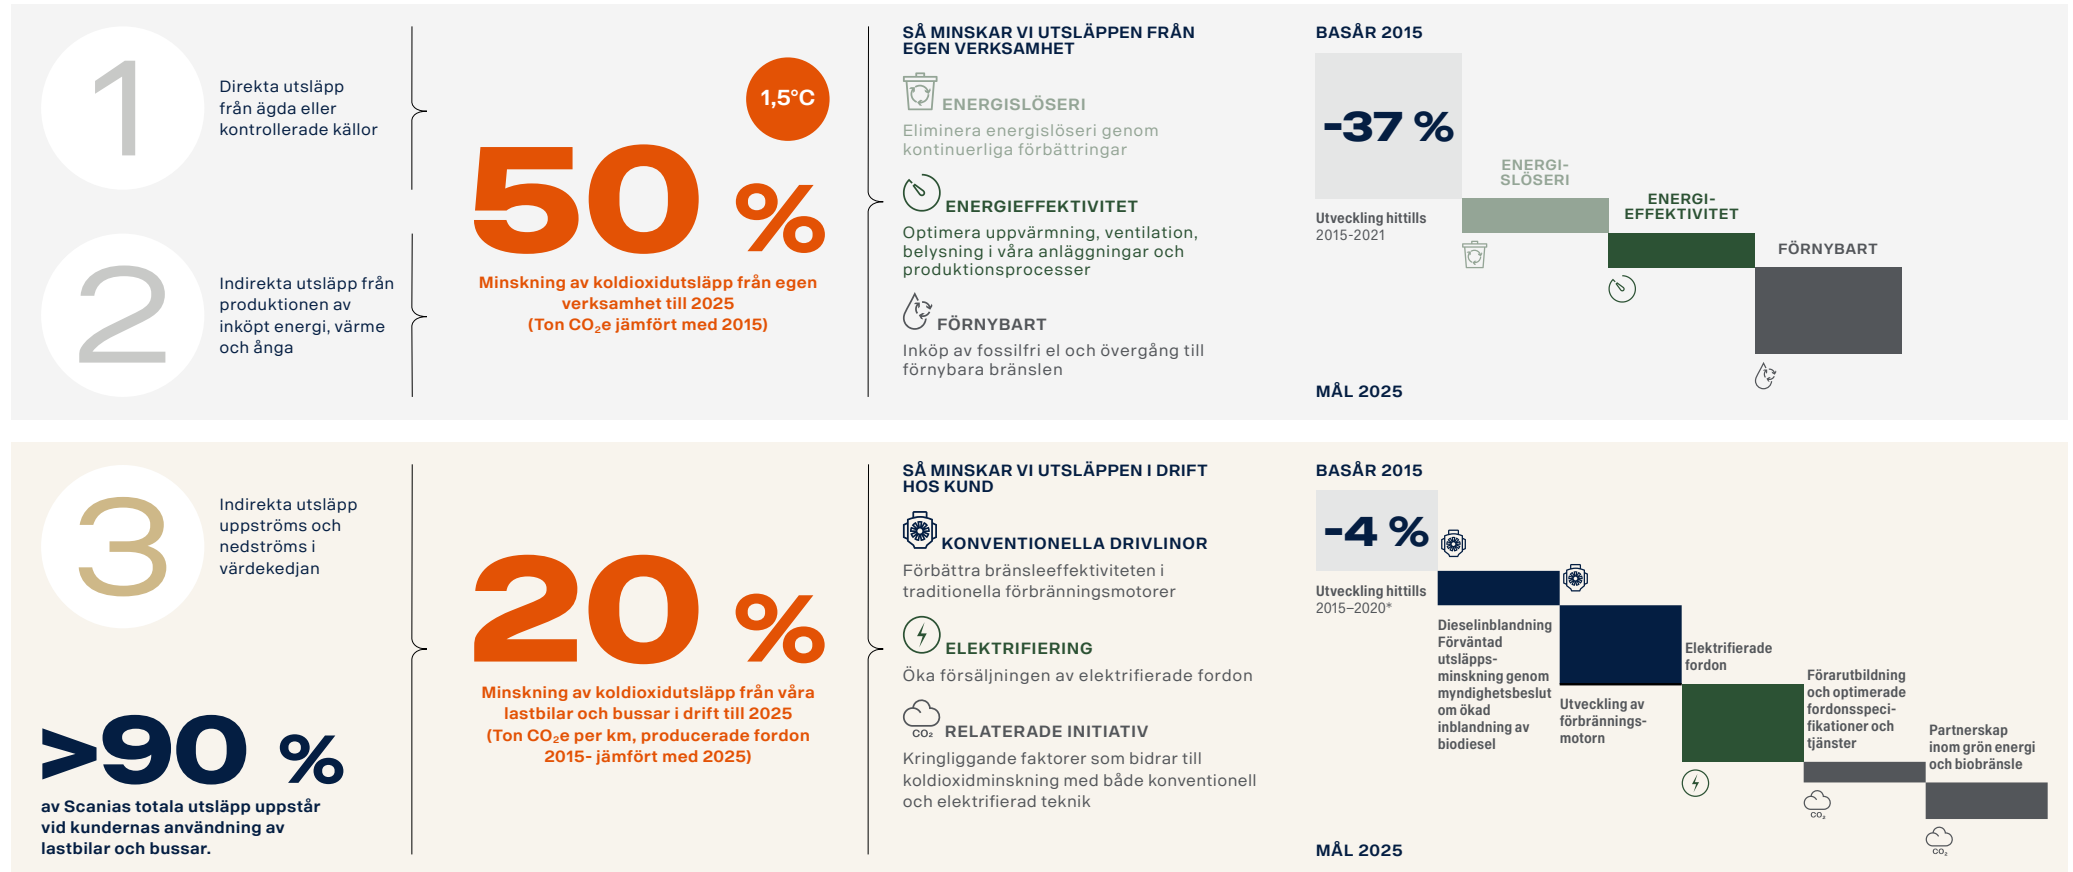 1
Direkta utsläpp
från ägda eller
kontrollerade källor
2
Indirekta utsläpp från
produktionen av
inköpt energi, värme
och ånga
1,5°C
50 %
Minskning av koldioxidutsläpp från egen
verksamhet till 2025
(Ton CO₂e jämfört med 2015)
SÅ MINSKAR VI UTSLÄPPEN FRÅN
EGEN VERKSAMHET
ENERGISLÖSERI
Eliminera energislöseri genom
kontinuerliga förbättringar
ENERGIEFFEKTIVITET
Optimera uppvärmning, ventilation,
belysning i våra anläggningar och
produktionsprocesser
FÖRNYBART
Inköp av fossilfri el och övergång till
förnybara bränslen
BASÅR 2015
-37 %
Utveckling hittills
2015-2021
ENERGI-
SLÖSERI
ENERGI-
EFFEKTIVITET
FÖRNYBART
MÅL 2025
3
Indirekta utsläpp
uppströms och
nedströms i
värdekedjan
>90 %
av Scanias totala utsläpp uppstår
vid kundernas användning av
lastbilar och bussar.
20 %
Minskning av koldioxidutsläpp från våra
lastbilar och bussar i drift till 2025
(Ton CO₂e per km, producerade fordon
2015- jämfört med 2025)
SÅ MINSKAR VI UTSLÄPPEN I DRIFT
HOS KUND
KONVENTIONELLA DRIVLINOR
Förbättra bränsleeffektiviteten i
traditionella förbränningsmotorer
ELEKTRIFIERING
Öka försäljningen av elektrifierade fordon
CO₂
RELATERADE INITIATIV
Kringliggande faktorer som bidrar till
koldioxidminskning med både konventionell
och elektrifierad teknik
BASÅR 2015
-4 %
Utveckling hittills
2015–2020*
Dieselinblandning
Förväntad
utsläpps-
minskning genom
myndighetsbeslut
om ökad
inblandning av
biodiesel
Utveckling av
förbrännings-
motorn
Elektrifierade
fordon
Förarutbildning
och optimerade
fordonsspeci-
fikationer och
tjänster
CO₂
Partnerskap
inom grön energi
och biobränsle
CO₂
MÅL 2025